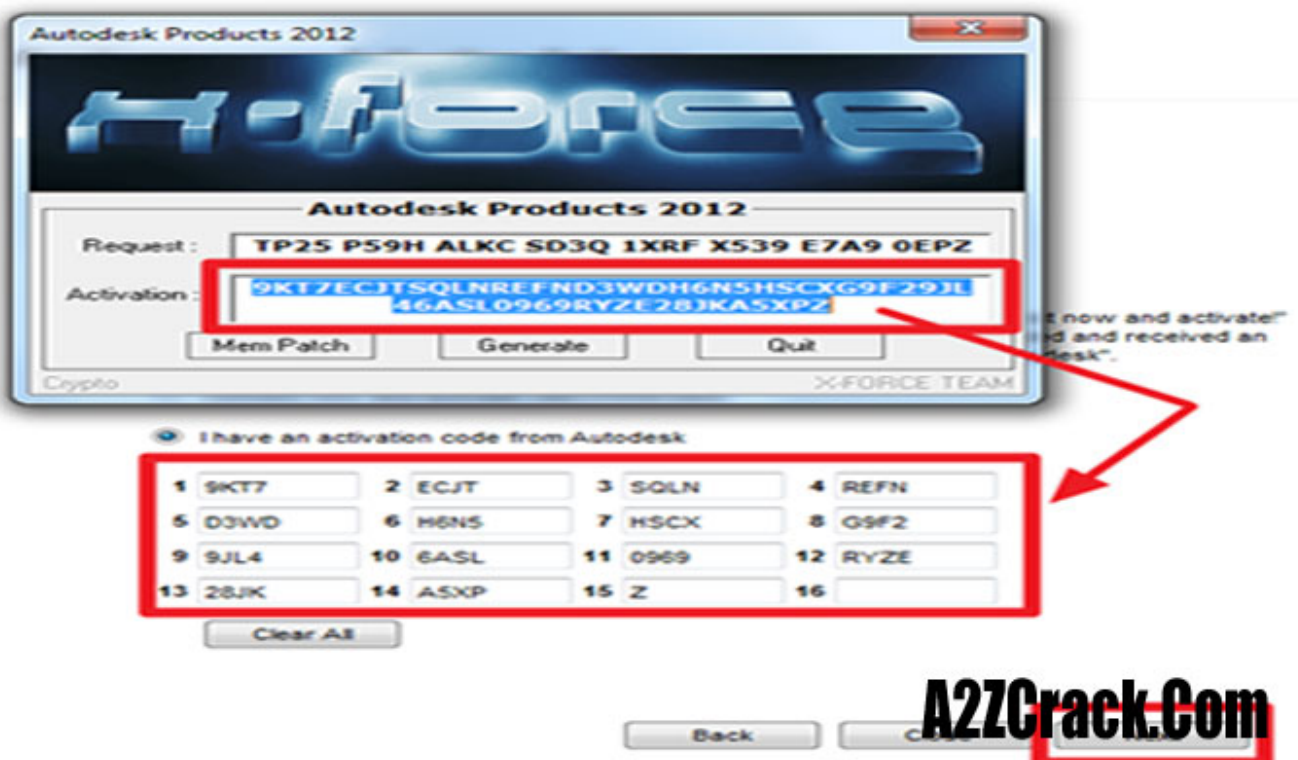 Autodesk Products 2012
X-force
Autodesk Products 2012
Request : TP25 P59H ALKC SD3Q 1XRF X539 E7A9 0EPZ
Activation : 9KT7ECJTSQLNREFND3WDH6N5HSCXG9F29JL
46ASL0969RYZE28JKA5XPZ
Mem Patch Generate Quit
Crypto X-FORCE TEAM
t now and activate!"
d and received an
desk".
I have an activation code from Autodesk
1 9KT7 2 ECJT 3 SQLN 4 REFN
5 D3WD 6 H6N5 7 HSCX 8 G9F2
9 9JL4 10 6ASL 11 0969 12 RYZE
13 28JK 14 A5XP 15 Z 16
Clear All
A2ZCrack.Com
Back